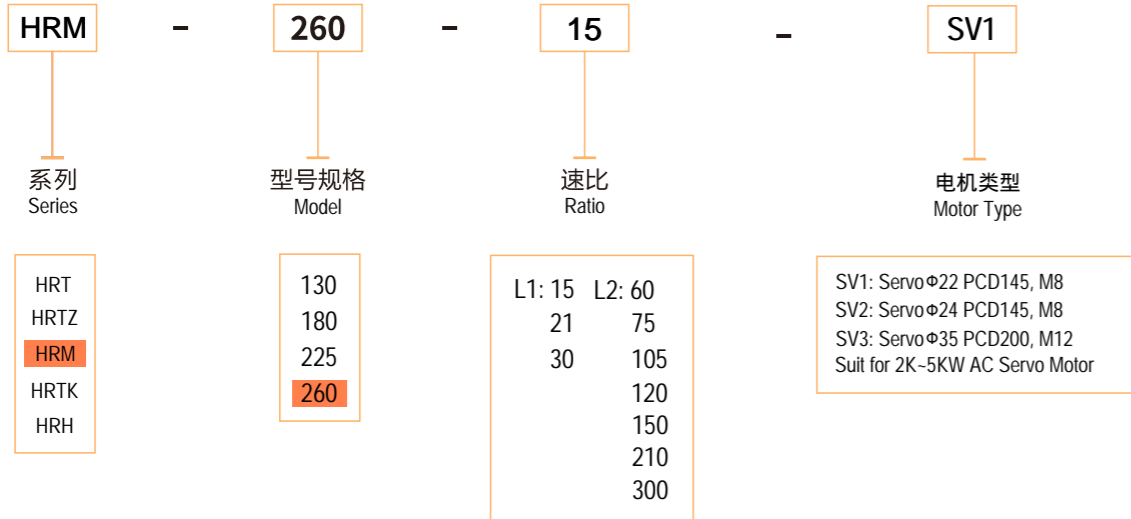 HRM - 260 - 15 - SV1
系列
Series
型号规格
Model
速比
Ratio
电机类型
Motor Type
HRT
HRTZ
HRM
HRTK
HRH
130
180
225
260
L1: 15 L2: 60
21 75
30 105
120
150
210
300
SV1: ServoΦ22 PCD145, M8
SV2: ServoΦ24 PCD145, M8
SV3: ServoΦ35 PCD200, M12
Suit for 2K~5KW AC Servo Motor